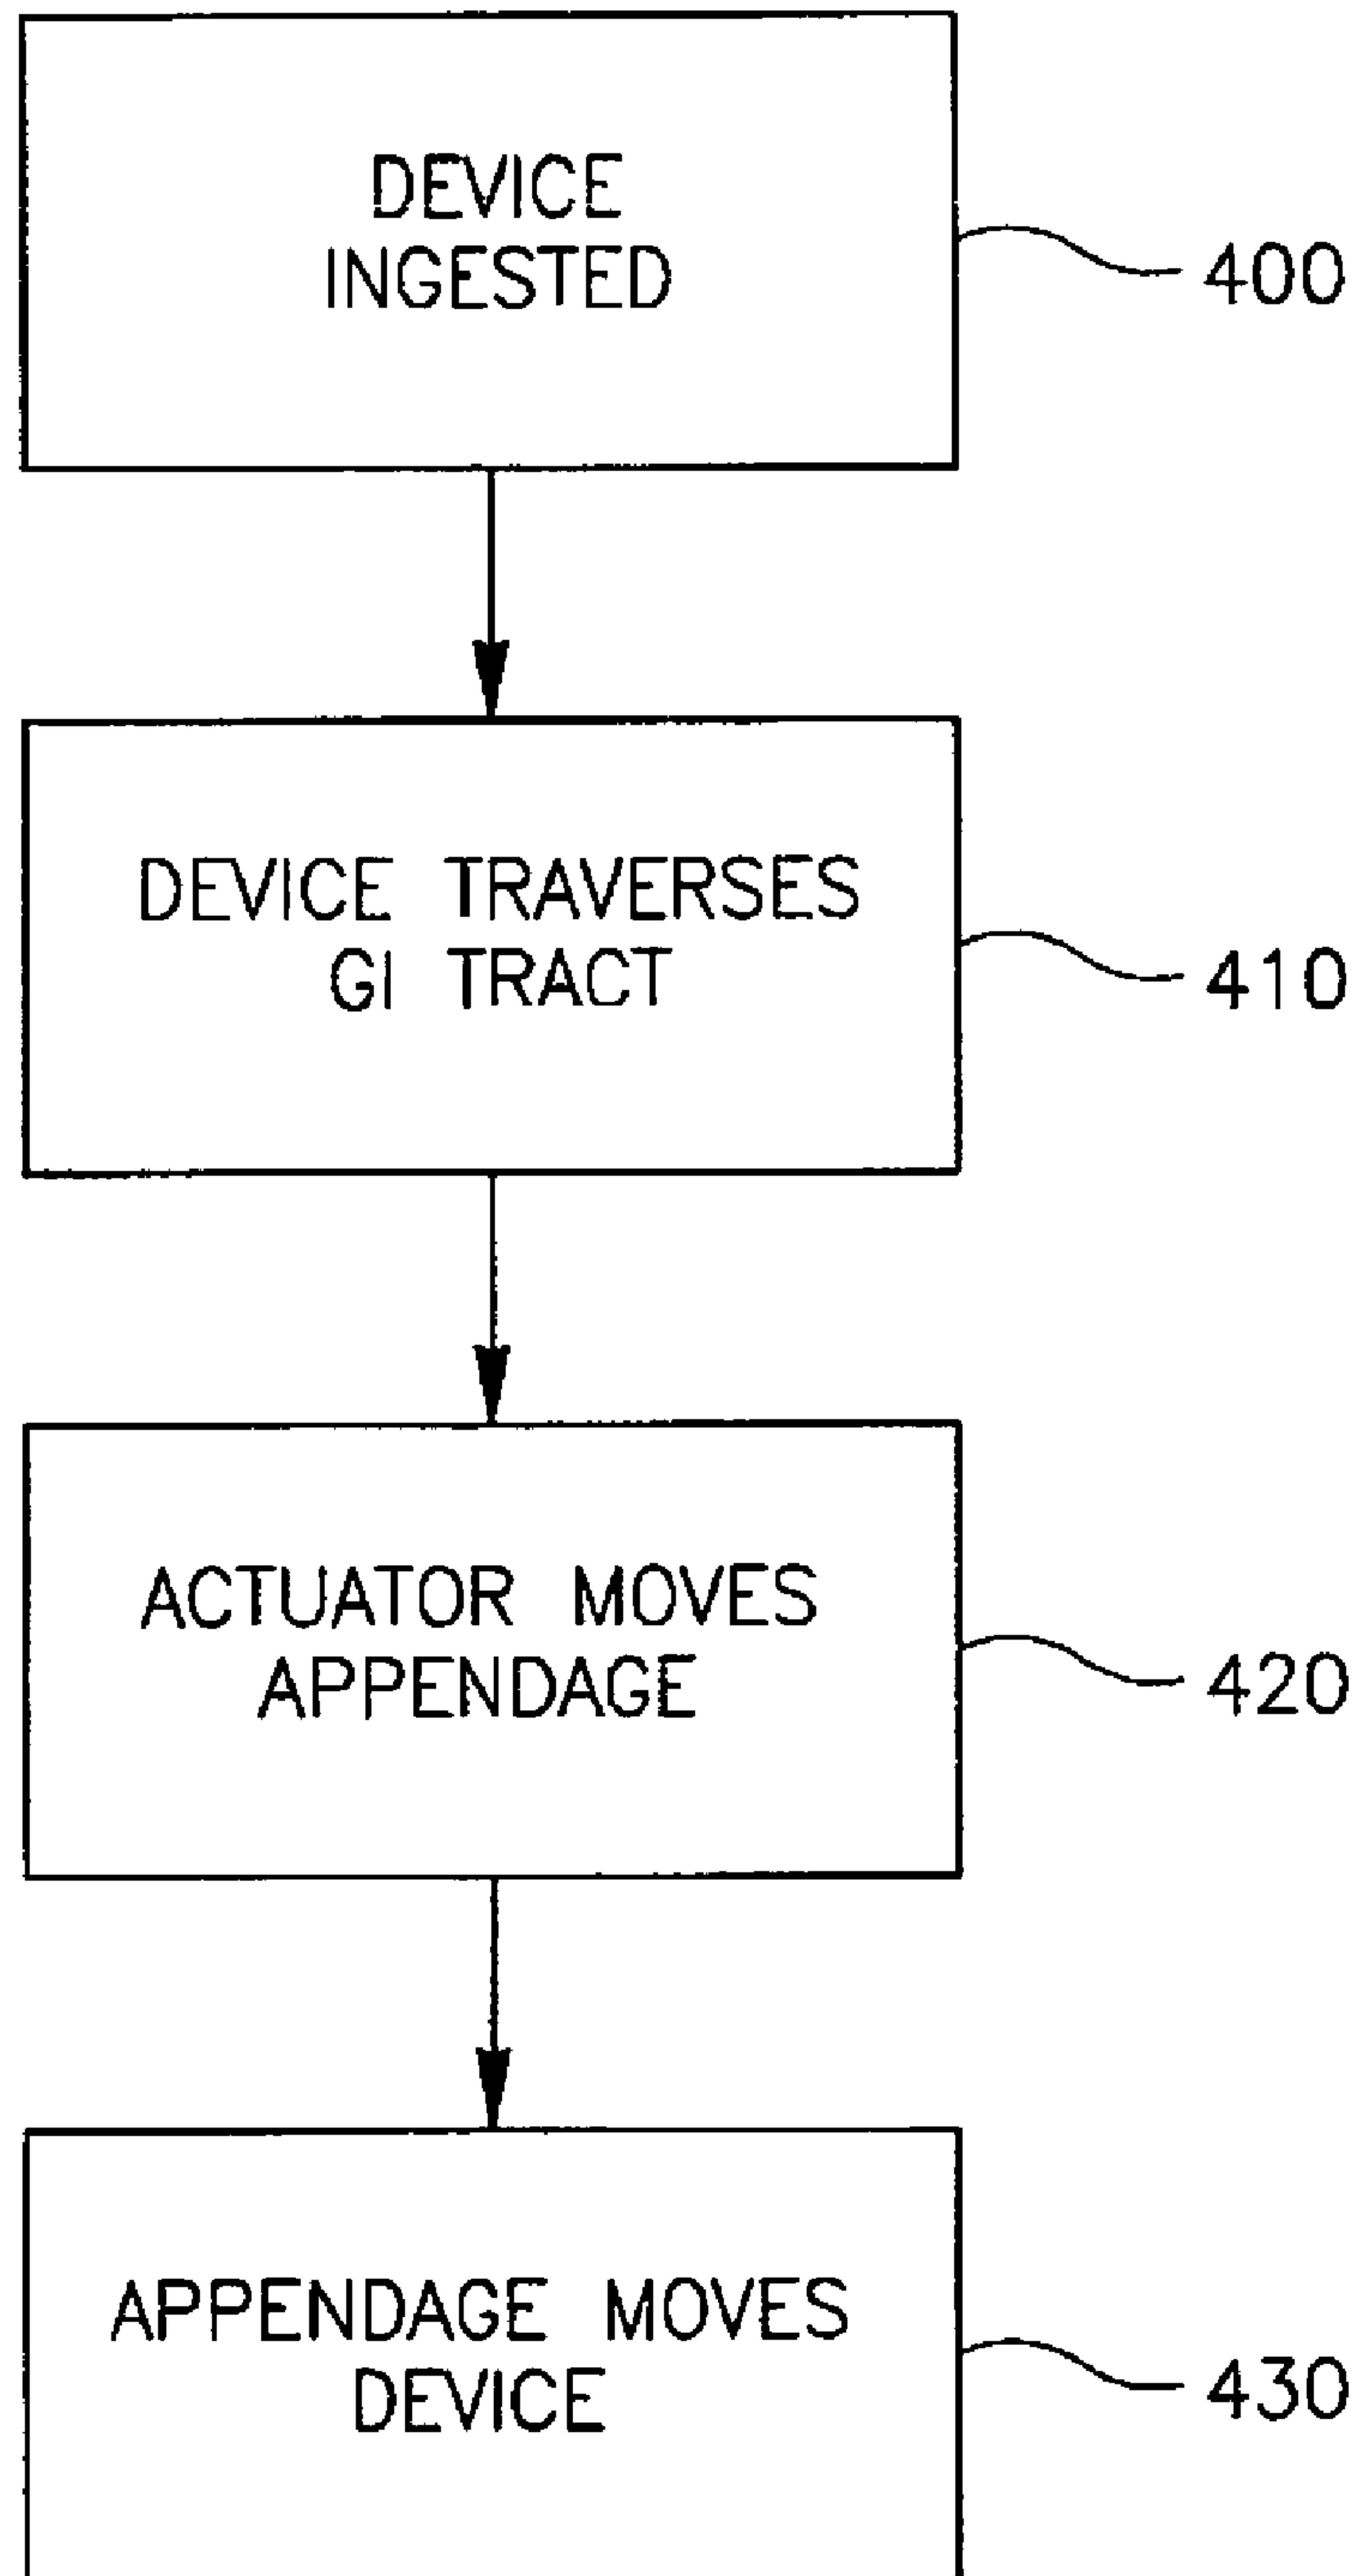 DEVICE
INGESTED
400
DEVICE TRAVERSES
GI TRACT
410
ACTUATOR MOVES
APPENDAGE
420
APPENDAGE MOVES
DEVICE
430